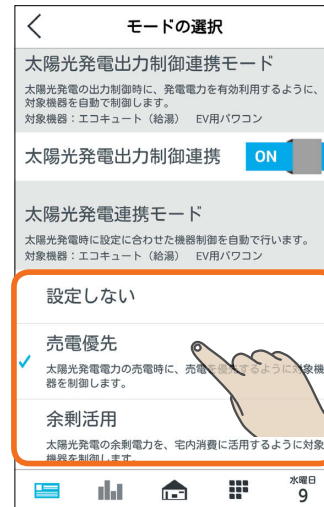 モードの選択
太陽光発電出力制御連携モード
太陽光発電の出力制御時に、発電電力を有効利用するように、
対象機器を自動で制御します。
対象機器：エコキュート（給湯） EV用パワコン
太陽光発電出力制御連携 ON
太陽光発電連携モード
太陽光発電時に設定に合わせた機器制御を自動で行います。
対象機器：エコキュート（給湯） EV用パワコン
設定しない
売電優先
太陽光発電電力の売電時に、売電を優先するように対象機
器を制御します。
余剰活用
太陽光発電の余剰電力を、宅内消費に活用するように対象
機器を制御します。
水曜日
9